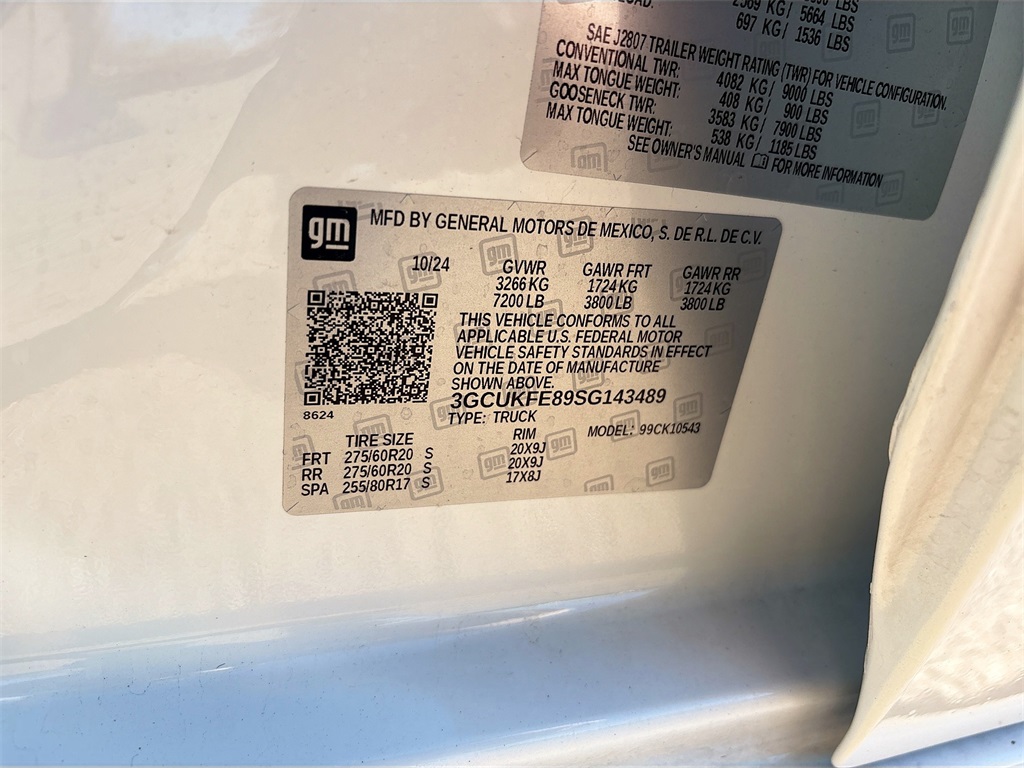 2569 KG / 5664 LBS
697 KG / 1536 LBS
SAE J2807 TRAILER WEIGHT RATING (TWR) FOR VEHICLE CONFIGURATION.
CONVENTIONAL TWR: 4082 KG / 9000 LBS
MAX TONGUE WEIGHT: 408 KG / 900 LBS
GOOSENECK TWR: 3583 KG / 7900 LBS
MAX TONGUE WEIGHT: 538 KG / 1185 LBS
SEE OWNER'S MANUAL FOR MORE INFORMATION
gm MFD BY GENERAL MOTORS DE MEXICO, S. DE R.L. DE C.V.
10/24 GVWR GAWR FRT GAWR RR
3266 KG 1724 KG 1724 KG
7200 LB 3800 LB 3800 LB
THIS VEHICLE CONFORMS TO ALL
APPLICABLE U.S. FEDERAL MOTOR
VEHICLE SAFETY STANDARDS IN EFFECT
ON THE DATE OF MANUFACTURE
SHOWN ABOVE.
3GCUKFE89SG143489
8624
TYPE: TRUCK
MODEL: 99CK10543
TIRE SIZE RIM
FRT 275/60R20 S 20X9J
RR 275/60R20 S 20X9J
SPA 255/80R17 S 17X8J